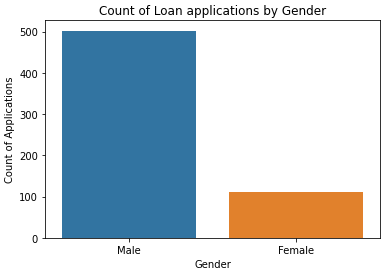 Count of Loan applications by Gender
Count of Applications
500
400
300
200
100
0
Male Female
Gender